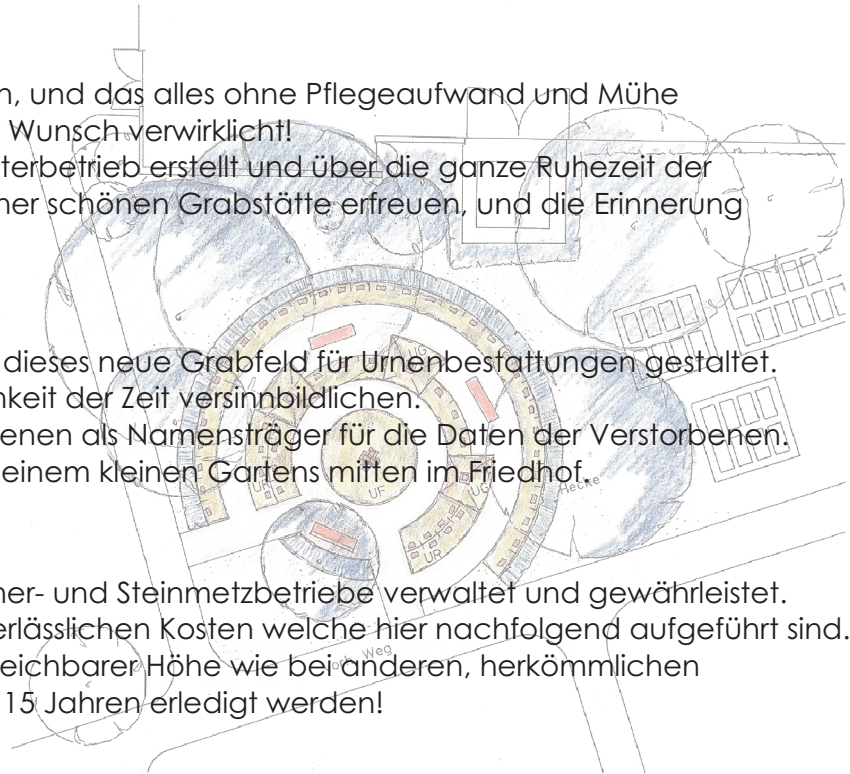 n, und das alles ohne Pflegeaufwand und Mühe
Wunsch verwirklicht!
terbetrieb erstellt und über die ganze Ruhezeit der
ner schönen Grabstätte erfreuen, und die Erinnerung
dieses neue Grabfeld für Urnenbestattungen gestaltet.
hkeit der Zeit versinnbildlichen.
enen als Namensträger für die Daten der Verstorbenen.
einem kleinen Gartens mitten im Friedhof.
ner- und Steinmetzbetriebe verwaltet und gewährleistet.
erlässlichen Kosten welche hier nachfolgend aufgeführt sind.
eichbarer Höhe wie bei anderen, herkömmlichen
15 Jahren erledigt werden!
UG
UR
UF
UG
UR
Hecke
Weg